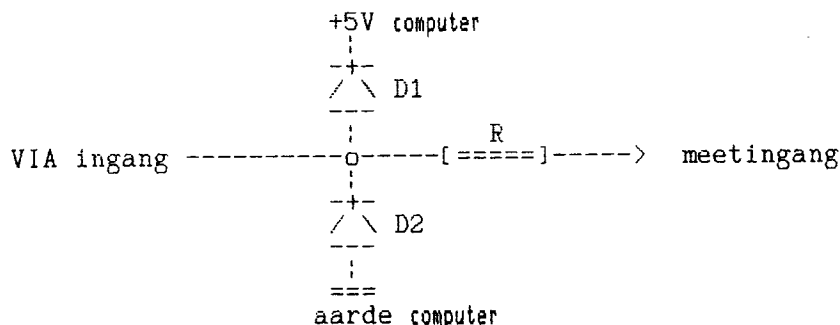 +5V computer
D1
R
VIA ingang
meetingang
D2
aarde computer